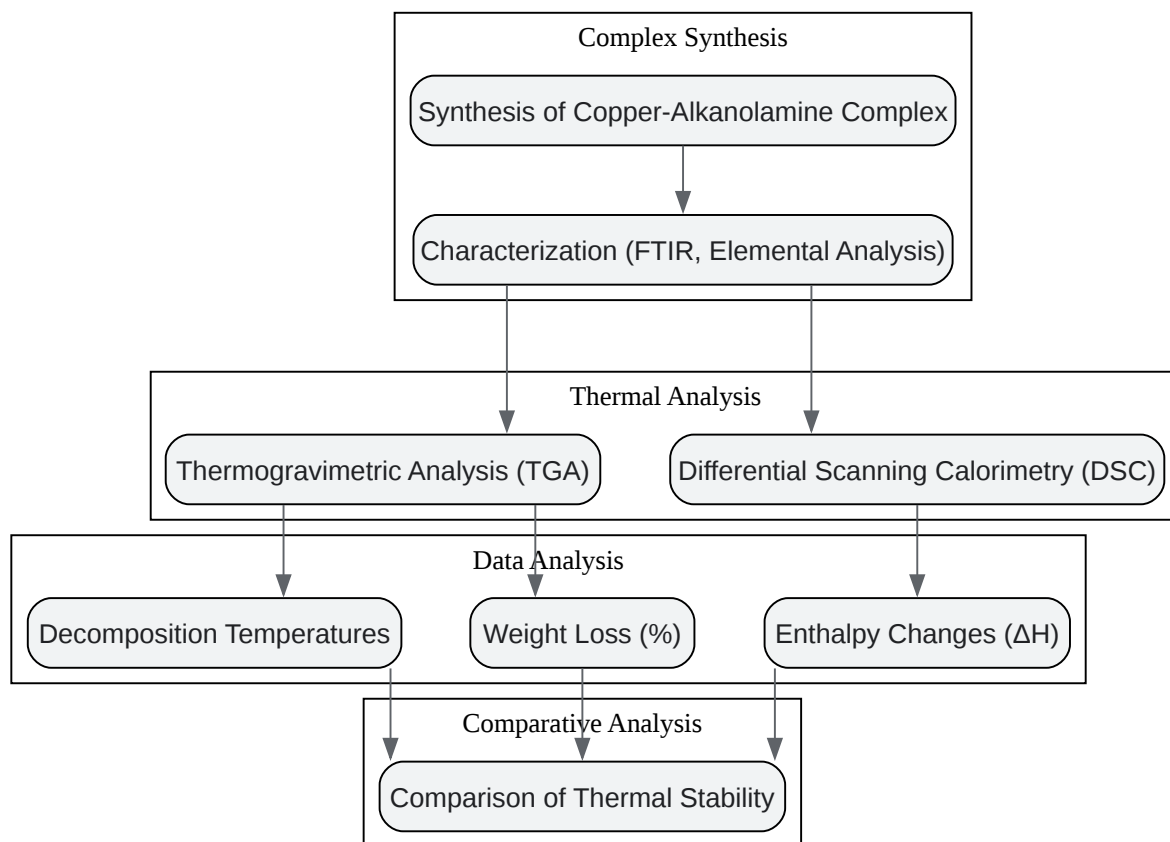 Complex Synthesis
Synthesis of Copper-Alkanolamine Complex
Characterization (FTIR, Elemental Analysis)
Thermal Analysis
Thermogravimetric Analysis (TGA)
Differential Scanning Calorimetry (DSC)
Data Analysis
Decomposition Temperatures
Weight Loss (%)
Enthalpy Changes (ΔH)
Comparative Analysis
Comparison of Thermal Stability